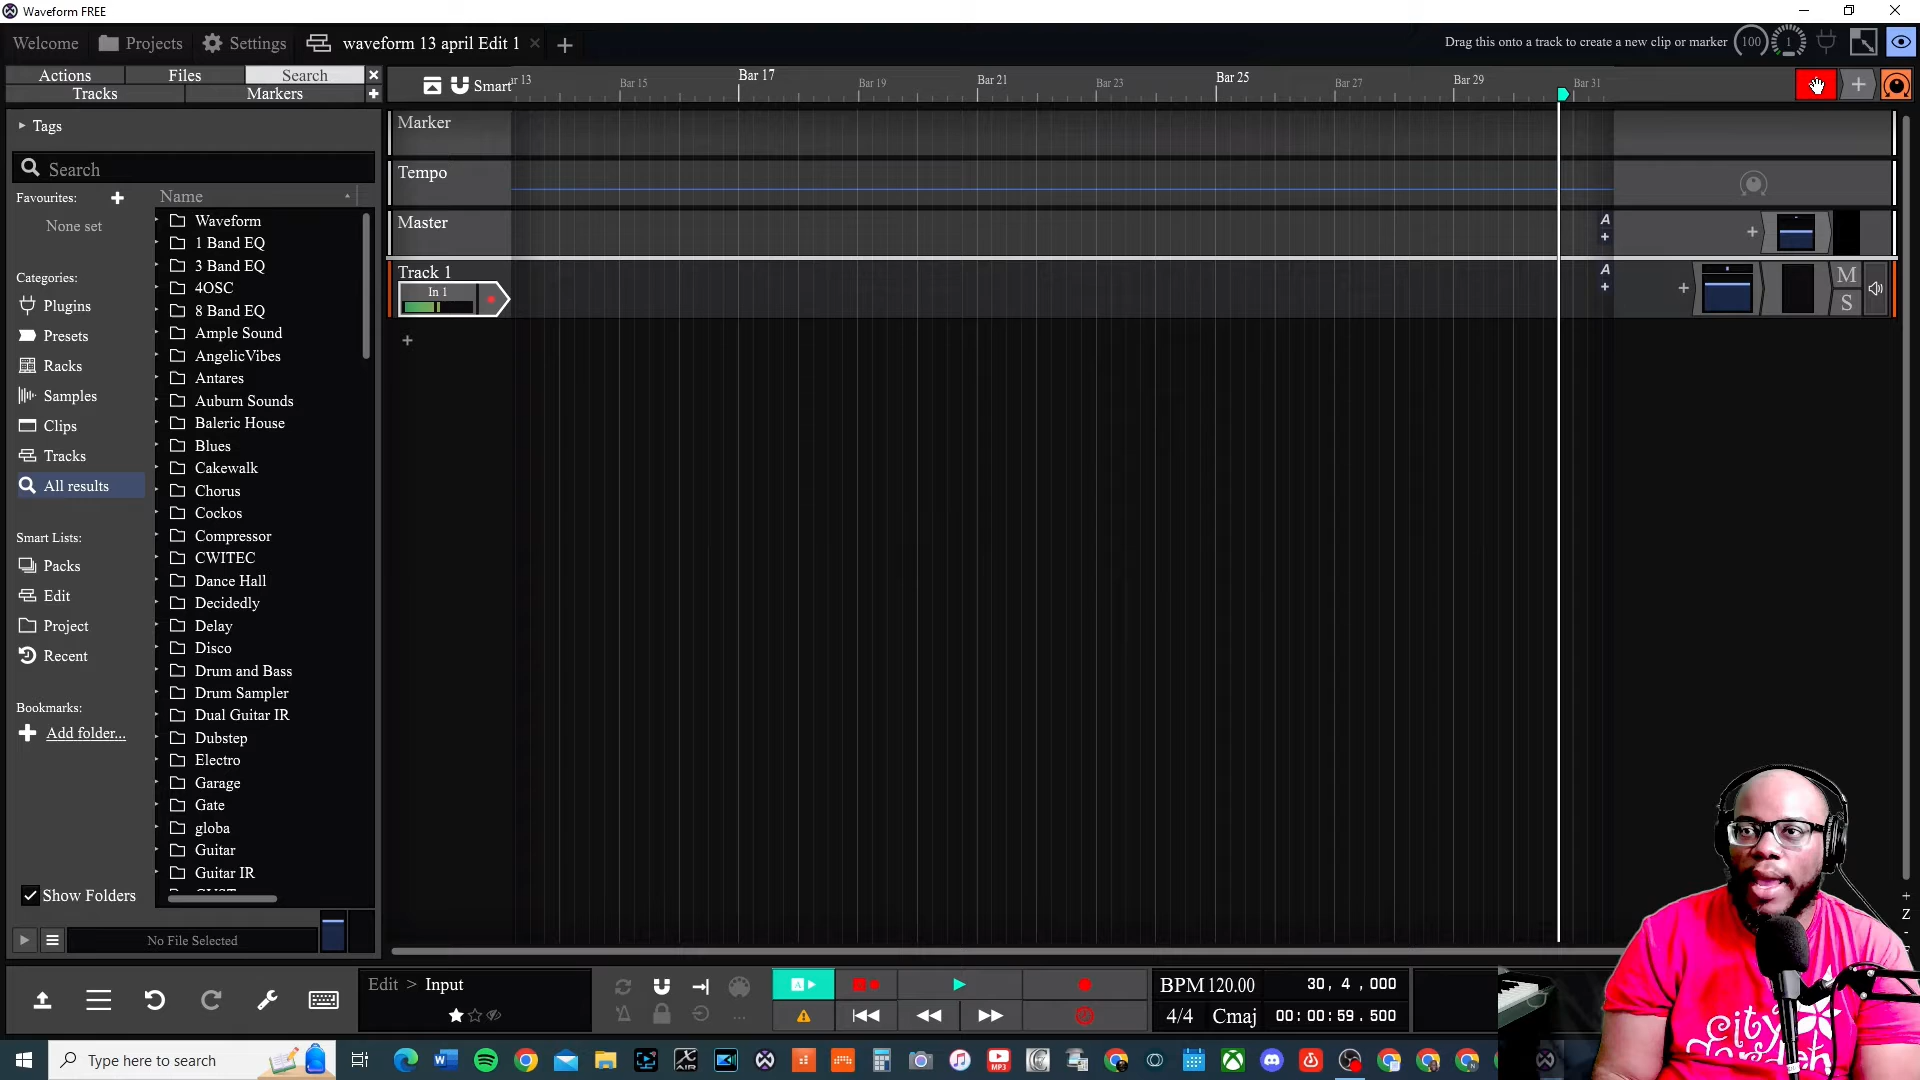 Waveform FREE
Welcome
Projects
Settings
waveform 13 april Edit 1
Drag this onto a track to create a new clip or marker
100
1
Actions
Files
Search
Tracks
Markers
Smart
Bar 15
Bar 17
Bar 19
Bar 21
Bar 23
Bar 25
Bar 27
Bar 29
Bar 31
Tags
Search
Favourites:
None set
Name
Categories:
Plugins
Presets
Racks
Samples
Clips
Tracks
All results
Smart Lists:
Packs
Edit
Project
Recent
Bookmarks:
Add folder...
Show Folders
Waveform
1 Band EQ
3 Band EQ
4OSC
8 Band EQ
Ample Sound
AngelicVibes
Antares
Auburn Sounds
Baleric House
Blues
Cakewalk
Chorus
Cockos
Compressor
CWITEC
Dance Hall
Decidedly
Delay
Disco
Drum and Bass
Drum Sampler
Dual Guitar IR
Dubstep
Electro
Garage
Gate
globa
Guitar
Guitar IR
No File Selected
Marker
Tempo
Master
A
Track 1
In 1
A
M
S
Z
Edit > Input
BPM 120.00
30, 4 ,000
4/4
Cmaj
00:00:59.500
Type here to search
W
AIR
MP3
city